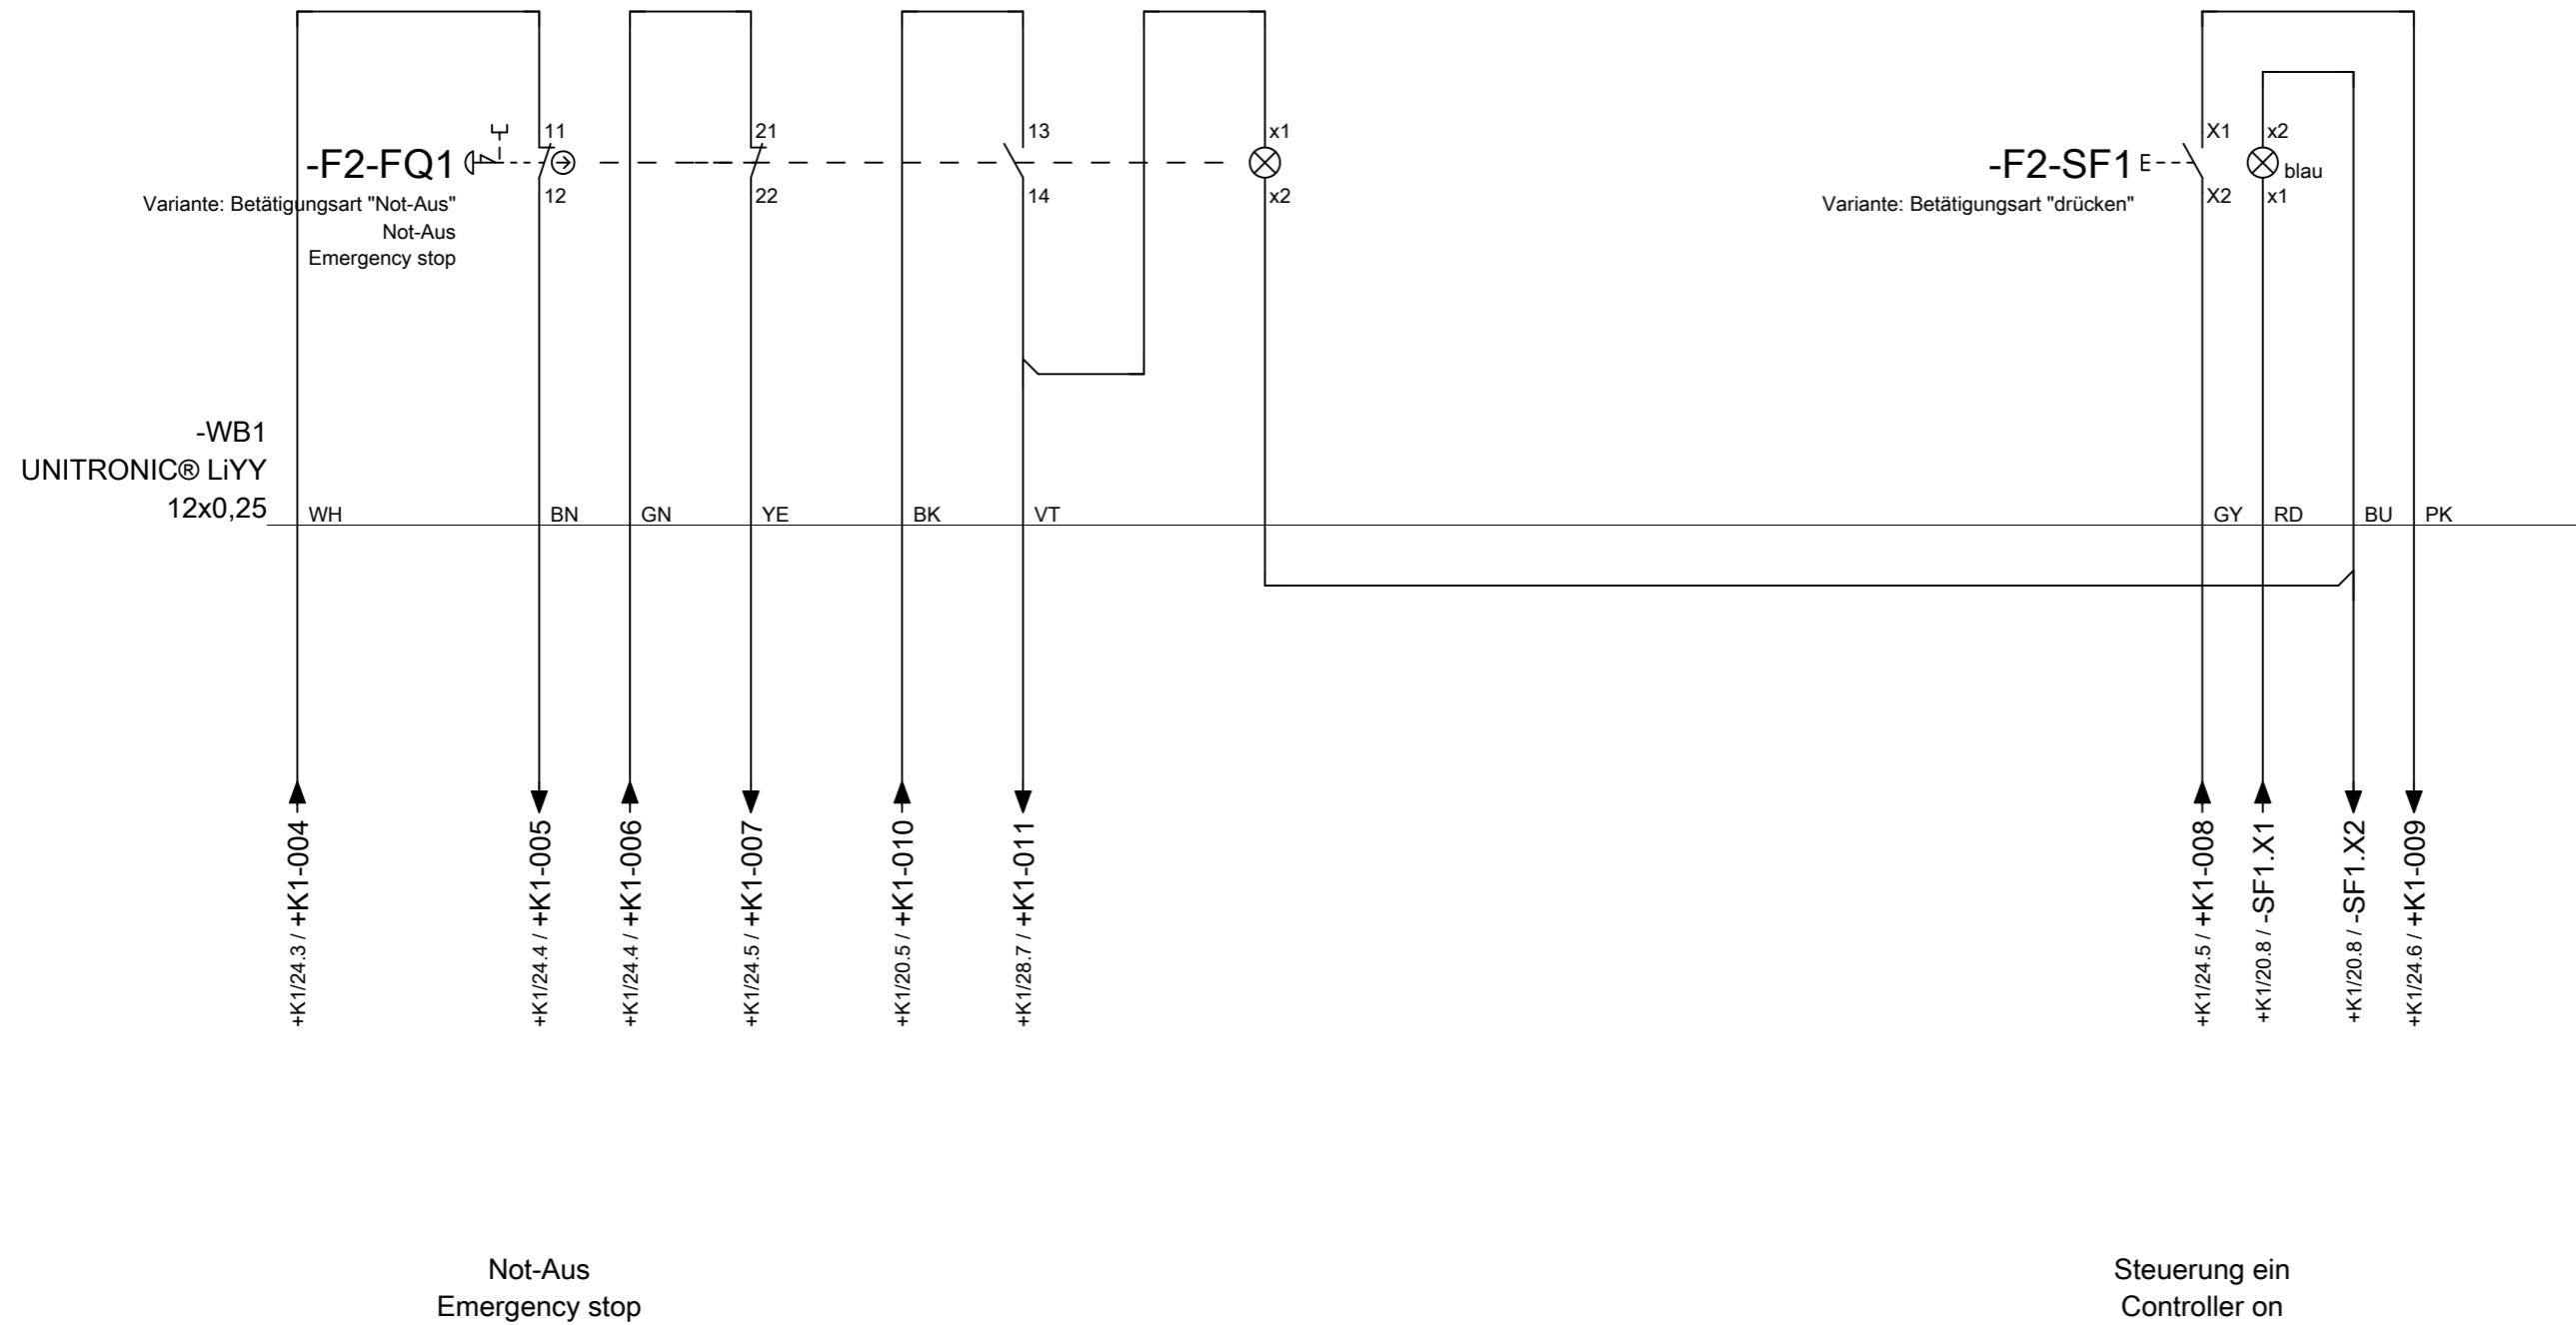 11
21
13
x1
X1
x2
-F2-FQ1
-F2-SF1
blau
12
22
14
x2
X2
x1
Variante: Betätigungsart "Not-Aus"
Not-Aus
Emergency stop
Variante: Betätigungsart "drücken"
-WB1
UNITRONIC® LiYY
12x0,25
WH
BN
GN
YE
BK
VT
GY
RD
BU
PK
+K1/24.3 / +K1-004
+K1/24.4 / +K1-005
+K1/24.4 / +K1-006
+K1/24.5 / +K1-007
+K1/20.5 / +K1-010
+K1/28.7 / +K1-011
+K1/24.5 / +K1-008
+K1/20.8 / -SF1.X1
+K1/20.8 / -SF1.X2
+K1/24.6 / +K1-009
Not-Aus
Emergency stop
Steuerung ein
Controller on